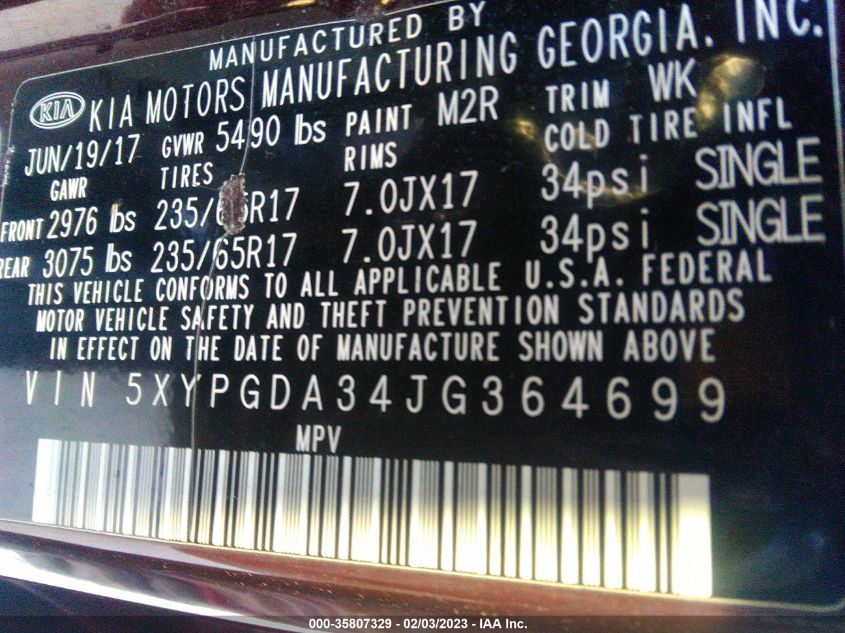 MANUFACTURED BY
KIA KIA MOTORS MANUFACTURING GEORGIA. INC.
JUN/19/17 GVWR 5490 lbs PAINT M2R TRIM WK
GAWR TIRES RIMS COLD TIRE INFL
FRONT 2976 lbs 235/65R17 7.0JX17 34psi SINGLE
REAR 3075 lbs 235/65R17 7.0JX17 34psi SINGLE
THIS VEHICLE CONFORMS TO ALL APPLICABLE U.S.A. FEDERAL
MOTOR VEHICLE SAFETY AND THEFT PREVENTION STANDARDS
IN EFFECT ON THE DATE OF MANUFACTURE SHOWN ABOVE
VIN 5XYPGDA34JG364699
MPV
000-35807329 - 02/03/2023 - IAA Inc.